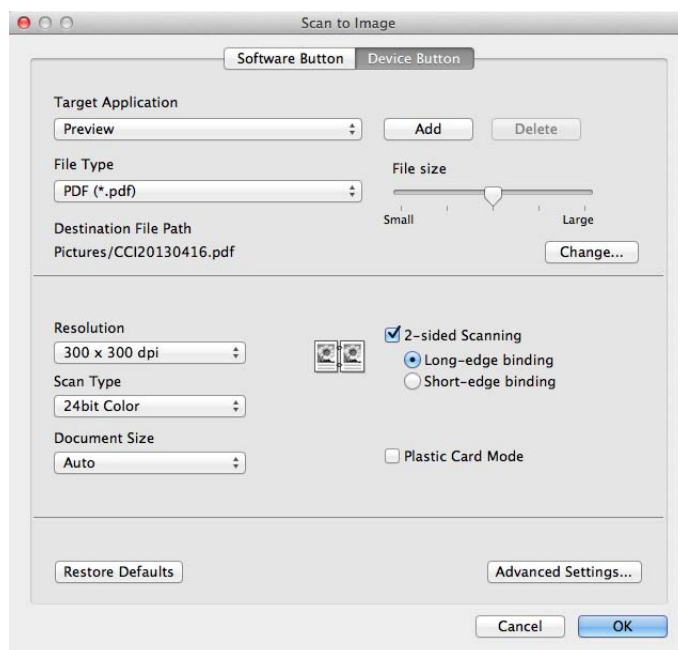 Scan to Image
Software Button Device Button
Target Application
Preview Add Delete
File Type File size
PDF (*.pdf)
Small Large
Destination File Path
Pictures/CCI20130416.pdf Change...
Resolution
2-sided Scanning
300 x 300 dpi
Long-edge binding
Scan Type
Short-edge binding
24bit Color
Document Size
Auto Plastic Card Mode
Restore Defaults Advanced Settings...
Cancel OK